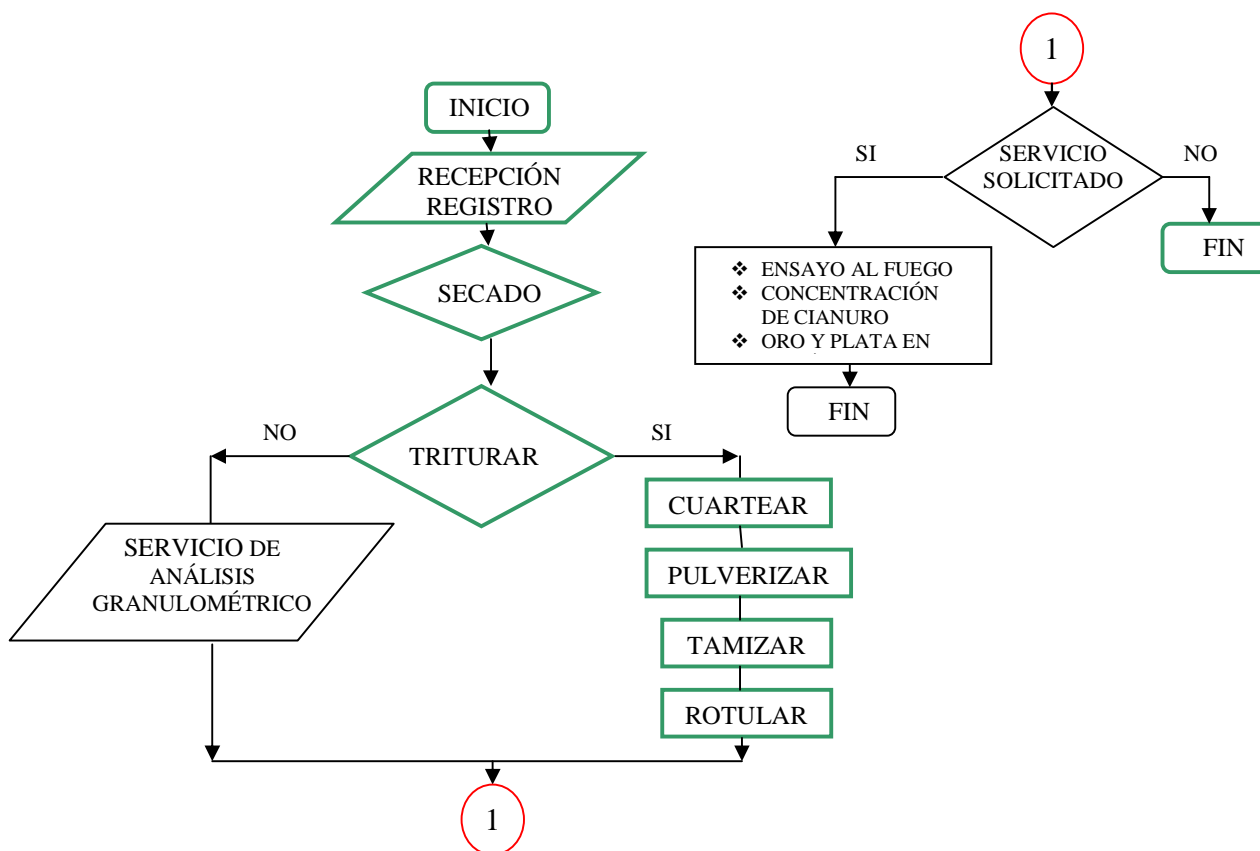 INICIO
RECEPCIÓN
REGISTRO
SECADO
TRITURAR
NO
SI
SERVICIO DE
ANÁLISIS
GRANULOMÉTRICO
CUARTEAR
PULVERIZAR
TAMIZAR
ROTULAR
1
1
SERVICIO
SOLICITADO
SI
NO
❖ ENSAYO AL FUEGO
❖ CONCENTRACIÓN
DE CIANURO
❖ ORO Y PLATA EN
FIN
FIN